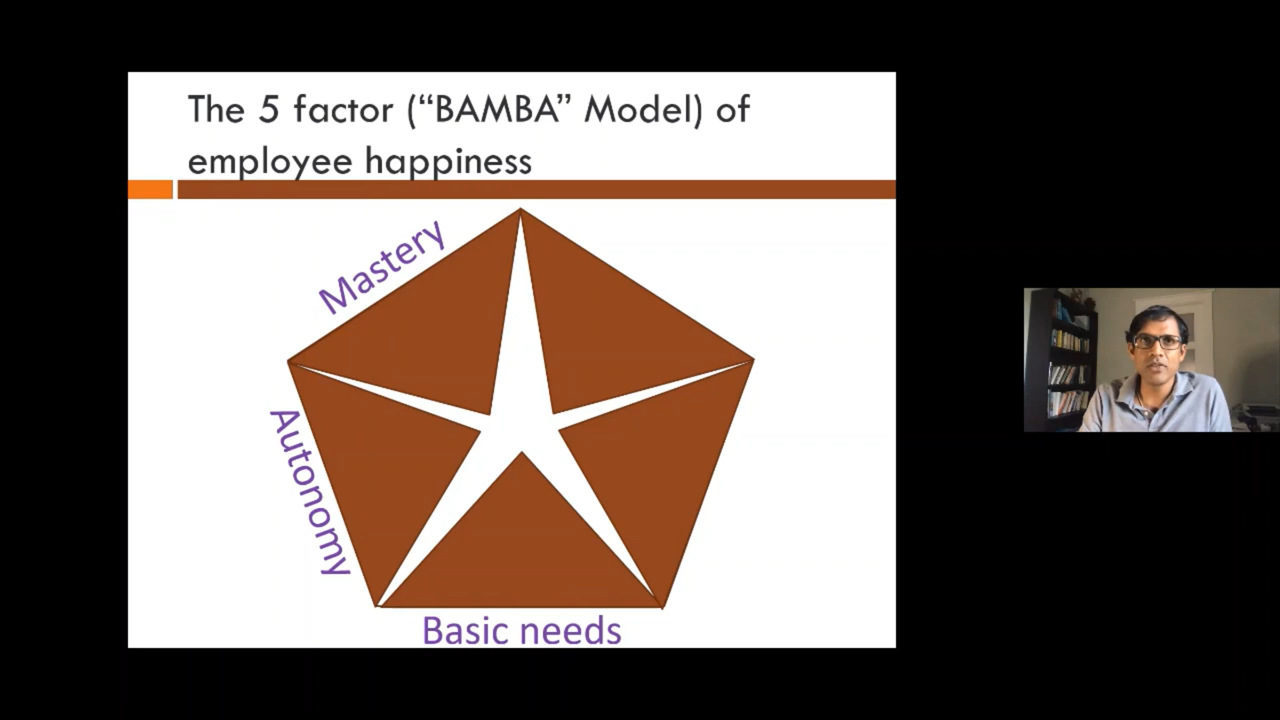 The 5 factor (“BAMBA” Model) of
employee happiness
Mastery
Autonomy
Basic needs